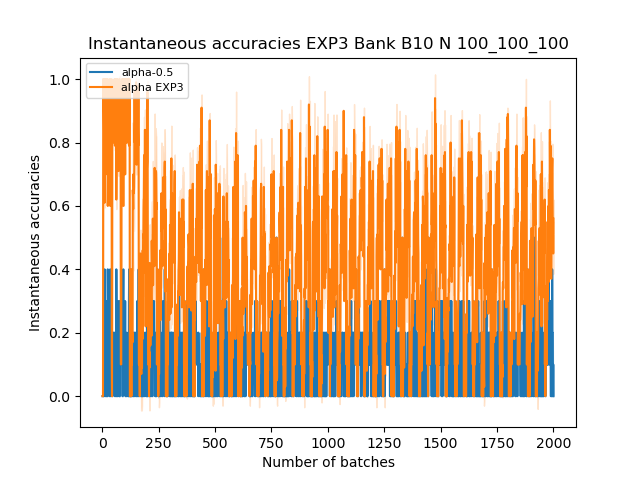 Instantaneous accuracies EXP3 Bank B10 N 100_100_100
alpha-0.5
alpha EXP3
1.0
0.8
0.6
0.4
0.2
0.0
Instantaneous accuracies
0 250 500 750 1000 1250 1500 1750 2000
Number of batches